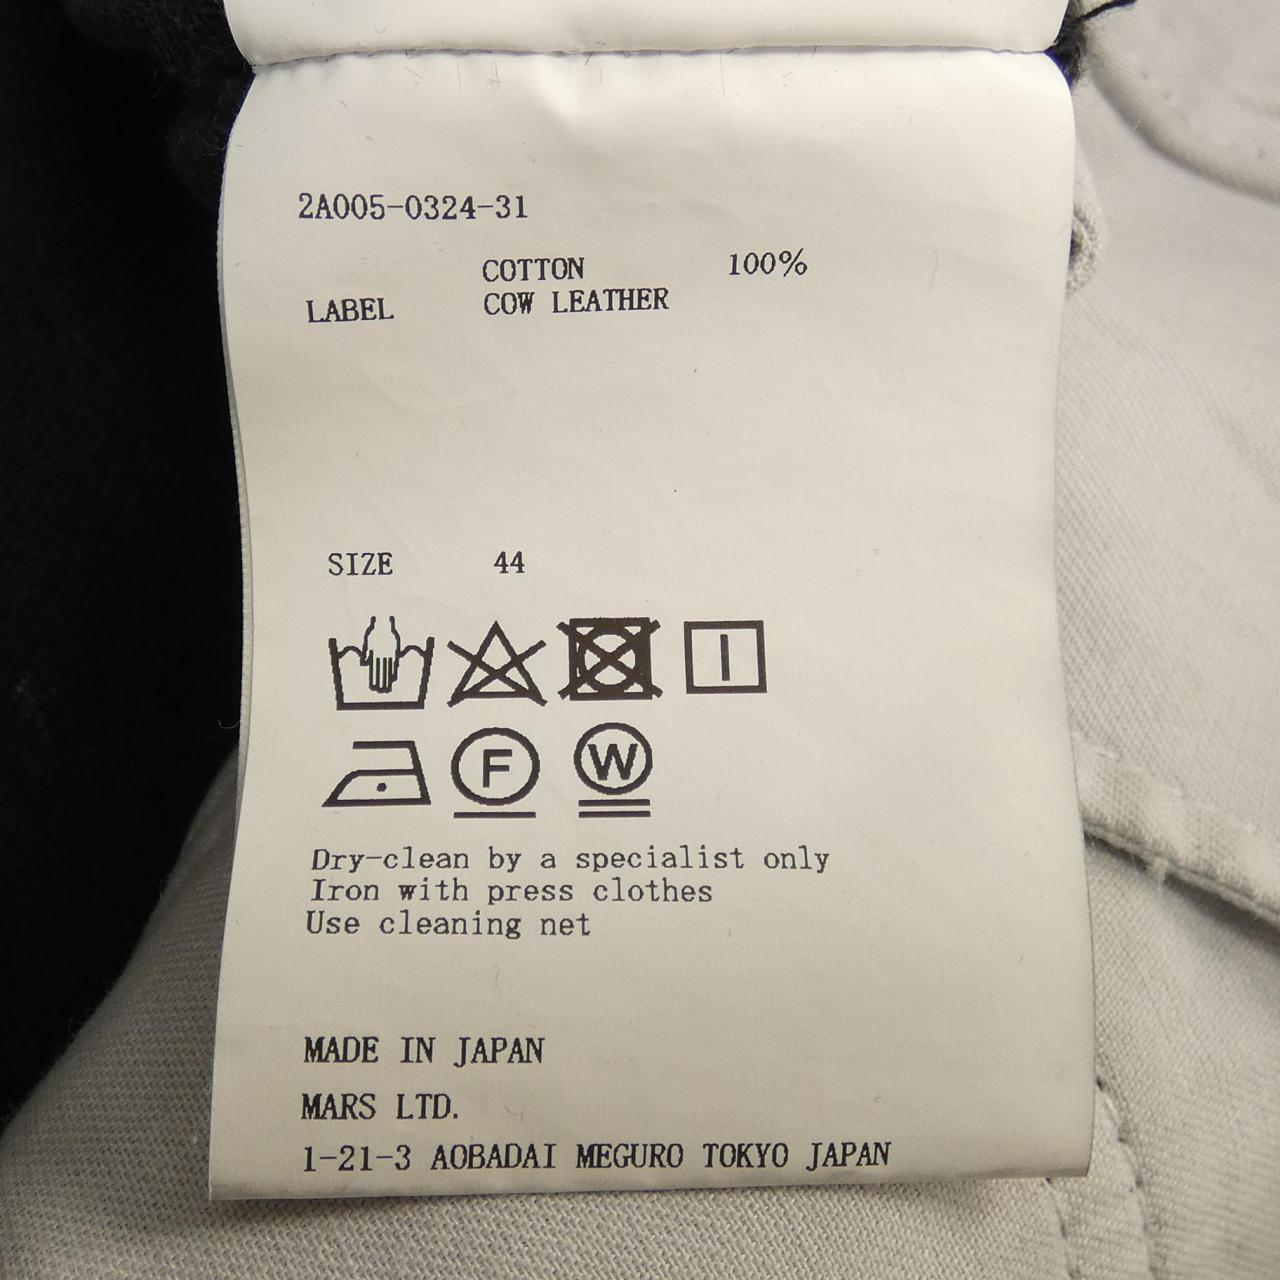 2A005-0324-31
COTTON 100%
LABEL COW LEATHER
SIZE 44
F W
Dry-clean by a specialist only
Iron with press clothes
Use cleaning net
MADE IN JAPAN
MARS LTD.
1-21-3 AOBADAI MEGURO TOKYO JAPAN